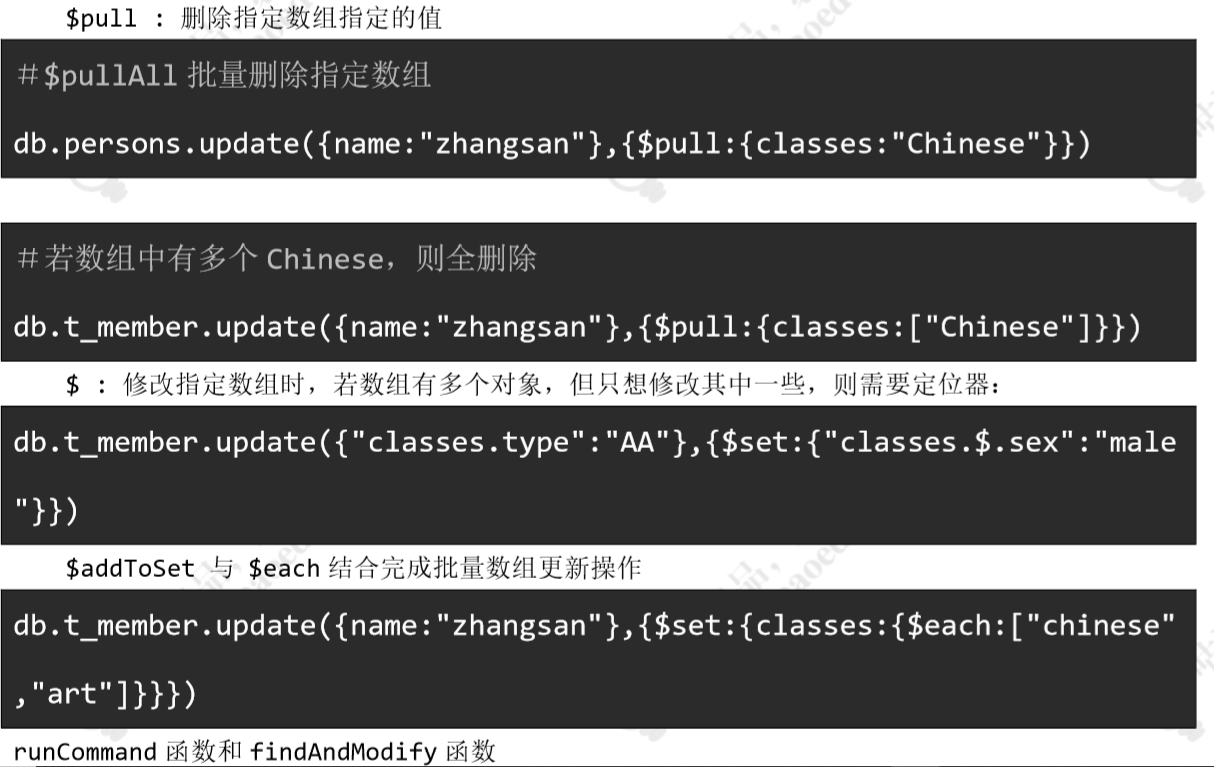 $pull : 删除指定数组指定的值
#$pullAll 批量删除指定数组
db.persons.update({name:"zhangsan"},{$pull:{classes:"Chinese"}})
#若数组中有多个 Chinese，则全删除
db.t_member.update({name:"zhangsan"},{$pull:{classes:["Chinese"]}})
$ : 修改指定数组时，若数组有多个对象，但只想修改其中一些，则需要定位器：
db.t_member.update({"classes.type":"AA"},{$set:{"classes.$.sex":"male
"}})
$addToSet 与 $each 结合完成批量数组更新操作
db.t_member.update({name:"zhangsan"},{$set:{classes:{$each:["chinese"
,"art"]}}})
runCommand 函数和 findAndModify 函数